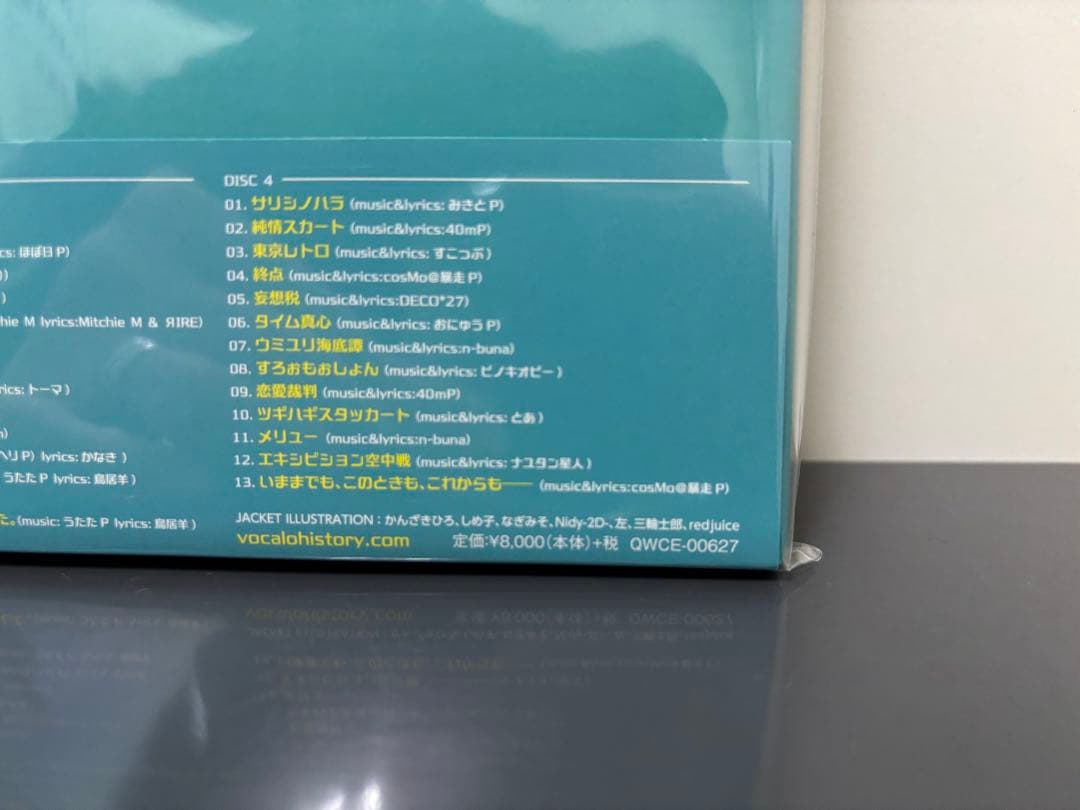 cs: ほぼ日 P)
)
)
hie M lyrics:Mitchie M & ЯIRE)
rics: トーマ )
)
ヘリ P) lyrics: かなき )
うたた P lyrics: 鳥居羊 )
た。(music: うたた P lyrics: 鳥居羊 )
DISC 4
01. サリシノハラ (music&lyrics: みきと P)
02. 純情スカート (music&lyrics:40mP)
03. 東京レトロ (music&lyrics: すこっぷ )
04. 終点 (music&lyrics:cosMo@暴走 P)
05. 妄想税 (music&lyrics:DECO*27)
06. タイム真心 (music&lyrics: おにゅう P)
07. ウミユリ海底譚 (music&lyrics:n-buna)
08. すろぉもぉしょん (music&lyrics: ピノキオピー )
09. 恋愛裁判 (music&lyrics:40mP)
10. ツギハギスタッカート (music&lyrics: とあ )
11. メリュー (music&lyrics:n-buna)
12. エキシビション空中戦 (music&lyrics: ナユタン星人 )
13. いままでも、このときも、これからも―― (music&lyrics:cosMo@暴走 P)
JACKET ILLUSTRATION : かんざきひろ、しめ子、なぎみそ、Nidy-2D-、左、三輪士郎、redjuice
vocalohistory.com 定価:¥8,000(本体)+税 QWCE-00627